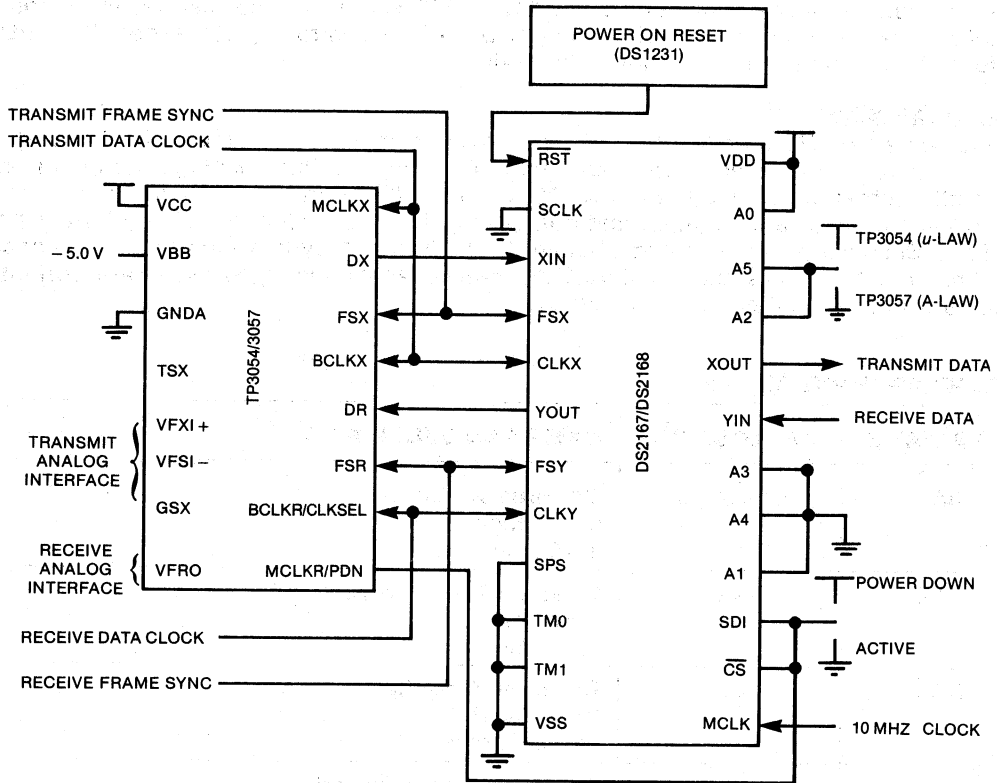 POWER ON RESET
(DS1231)
TRANSMIT FRAME SYNC
TRANSMIT DATA CLOCK
VCC
MCLKX
– 5.0 V
VBB
DX
GNDA
FSX
TSX
BCLKX
DR
VFXI +
VFSI –
FSR
GSX
BCLKR/CLKSEL
VFRO
MCLKR/PDN
TP3054/3057
TRANSMIT
ANALOG
INTERFACE
RECEIVE
ANALOG
INTERFACE
RECEIVE DATA CLOCK
RECEIVE FRAME SYNC
RST
VDD
SCLK
A0
XIN
A5
FSX
A2
CLKX
XOUT
YOUT
YIN
FSY
A3
CLKY
A4
SPS
A1
TM0
SDI
TM1
CS
VSS
MCLK
DS2167/DS2168
TP3054 (u-LAW)
TP3057 (A-LAW)
TRANSMIT DATA
RECEIVE DATA
POWER DOWN
ACTIVE
10 MHZ CLOCK